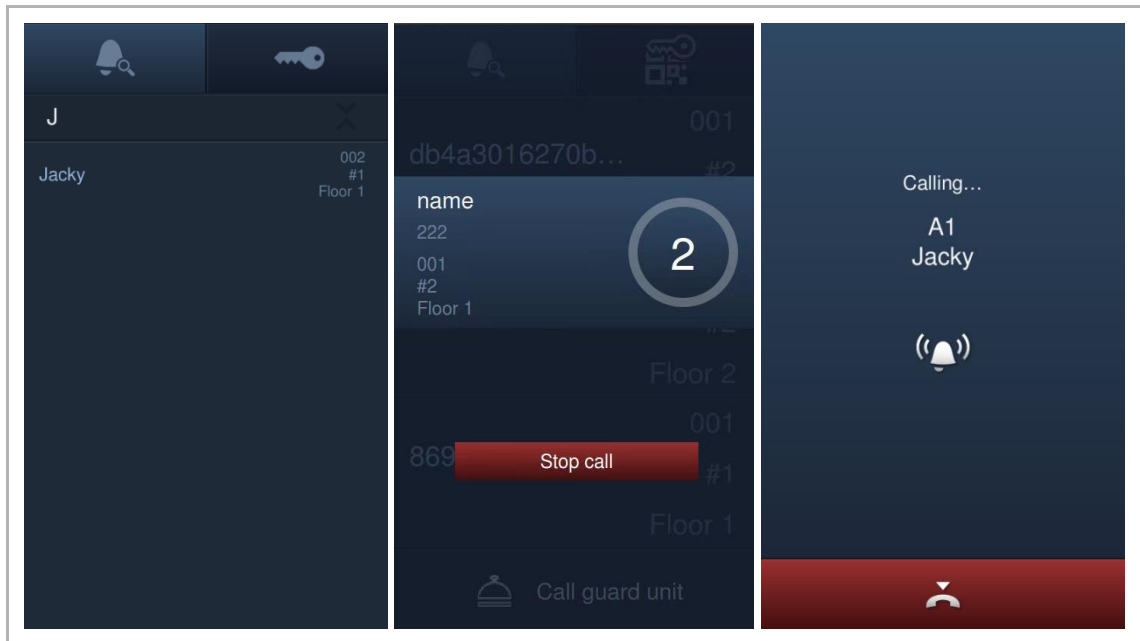 J
Jacky
002
#1
Floor 1
001
db4a3016270b...
#2
name
222
001
#2
Floor 1
2
#2
Floor 2
001
869
Stop call
#1
Floor 1
Call guard unit
Calling...
A1
Jacky